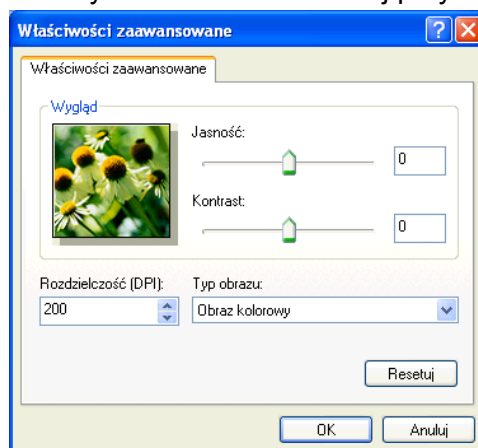 Właściwości zaawansowane
Właściwości zaawansowane
Wygląd
Jasność:
0
Kontrast:
0
Rozdzielczość (DPI):
Typ obrazu:
200
Obraz kolorowy
Resetuj
OK
Anuluj